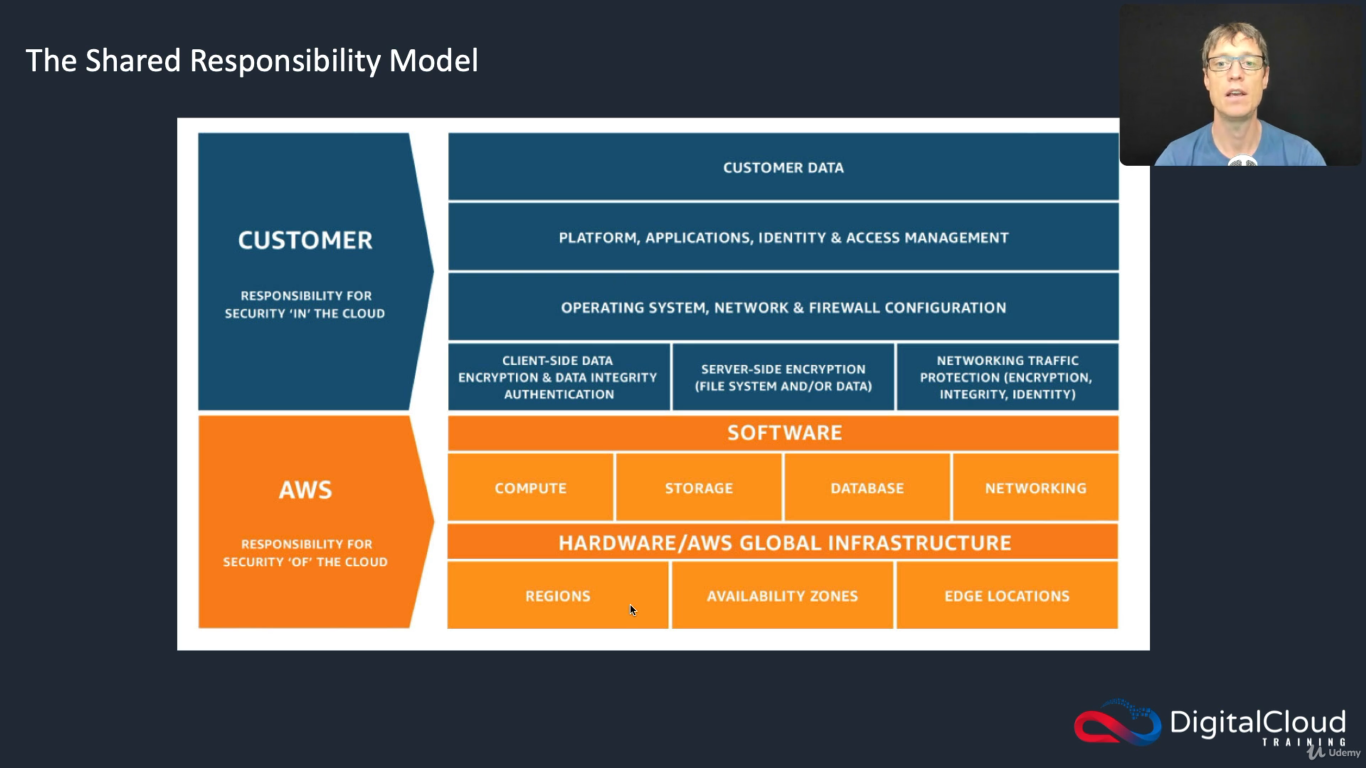 The Shared Responsibility Model
CUSTOMER
RESPONSIBILITY FOR
SECURITY ‘IN’ THE CLOUD
CUSTOMER DATA
PLATFORM, APPLICATIONS, IDENTITY & ACCESS MANAGEMENT
OPERATING SYSTEM, NETWORK & FIREWALL CONFIGURATION
CLIENT-SIDE DATA
ENCRYPTION & DATA INTEGRITY
AUTHENTICATION
SERVER-SIDE ENCRYPTION
(FILE SYSTEM AND/OR DATA)
NETWORKING TRAFFIC
PROTECTION (ENCRYPTION,
INTEGRITY, IDENTITY)
AWS
RESPONSIBILITY FOR
SECURITY ‘OF’ THE CLOUD
SOFTWARE
COMPUTE
STORAGE
DATABASE
NETWORKING
HARDWARE/AWS GLOBAL INFRASTRUCTURE
REGIONS
AVAILABILITY ZONES
EDGE LOCATIONS
DigitalCloud
TRAINING
Udemy